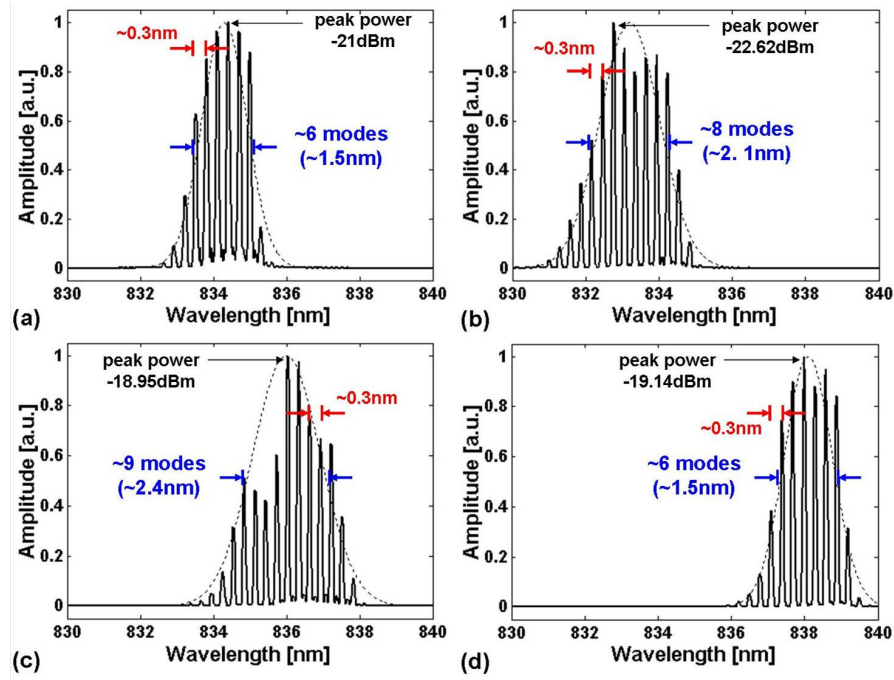 peak power
-21dBm
~0.3nm
~6 modes
(~1.5nm)
Amplitude [a.u.]
1
0.8
0.6
0.4
0.2
0
830 832 834 836 838 840
Wavelength [nm]
(a)
peak power
-22.62dBm
~0.3nm
~8 modes
(~2. 1nm)
Amplitude [a.u.]
1
0.8
0.6
0.4
0.2
0
830 832 834 836 838 840
Wavelength [nm]
(b)
peak power
-18.95dBm
~0.3nm
~9 modes
(~2.4nm)
Amplitude [a.u.]
1
0.8
0.6
0.4
0.2
0
830 832 834 836 838 840
Wavelength [nm]
(c)
peak power
-19.14dBm
~0.3nm
~6 modes
(~1.5nm)
Amplitude [a.u.]
1
0.8
0.6
0.4
0.2
0
830 832 834 836 838 840
Wavelength [nm]
(d)